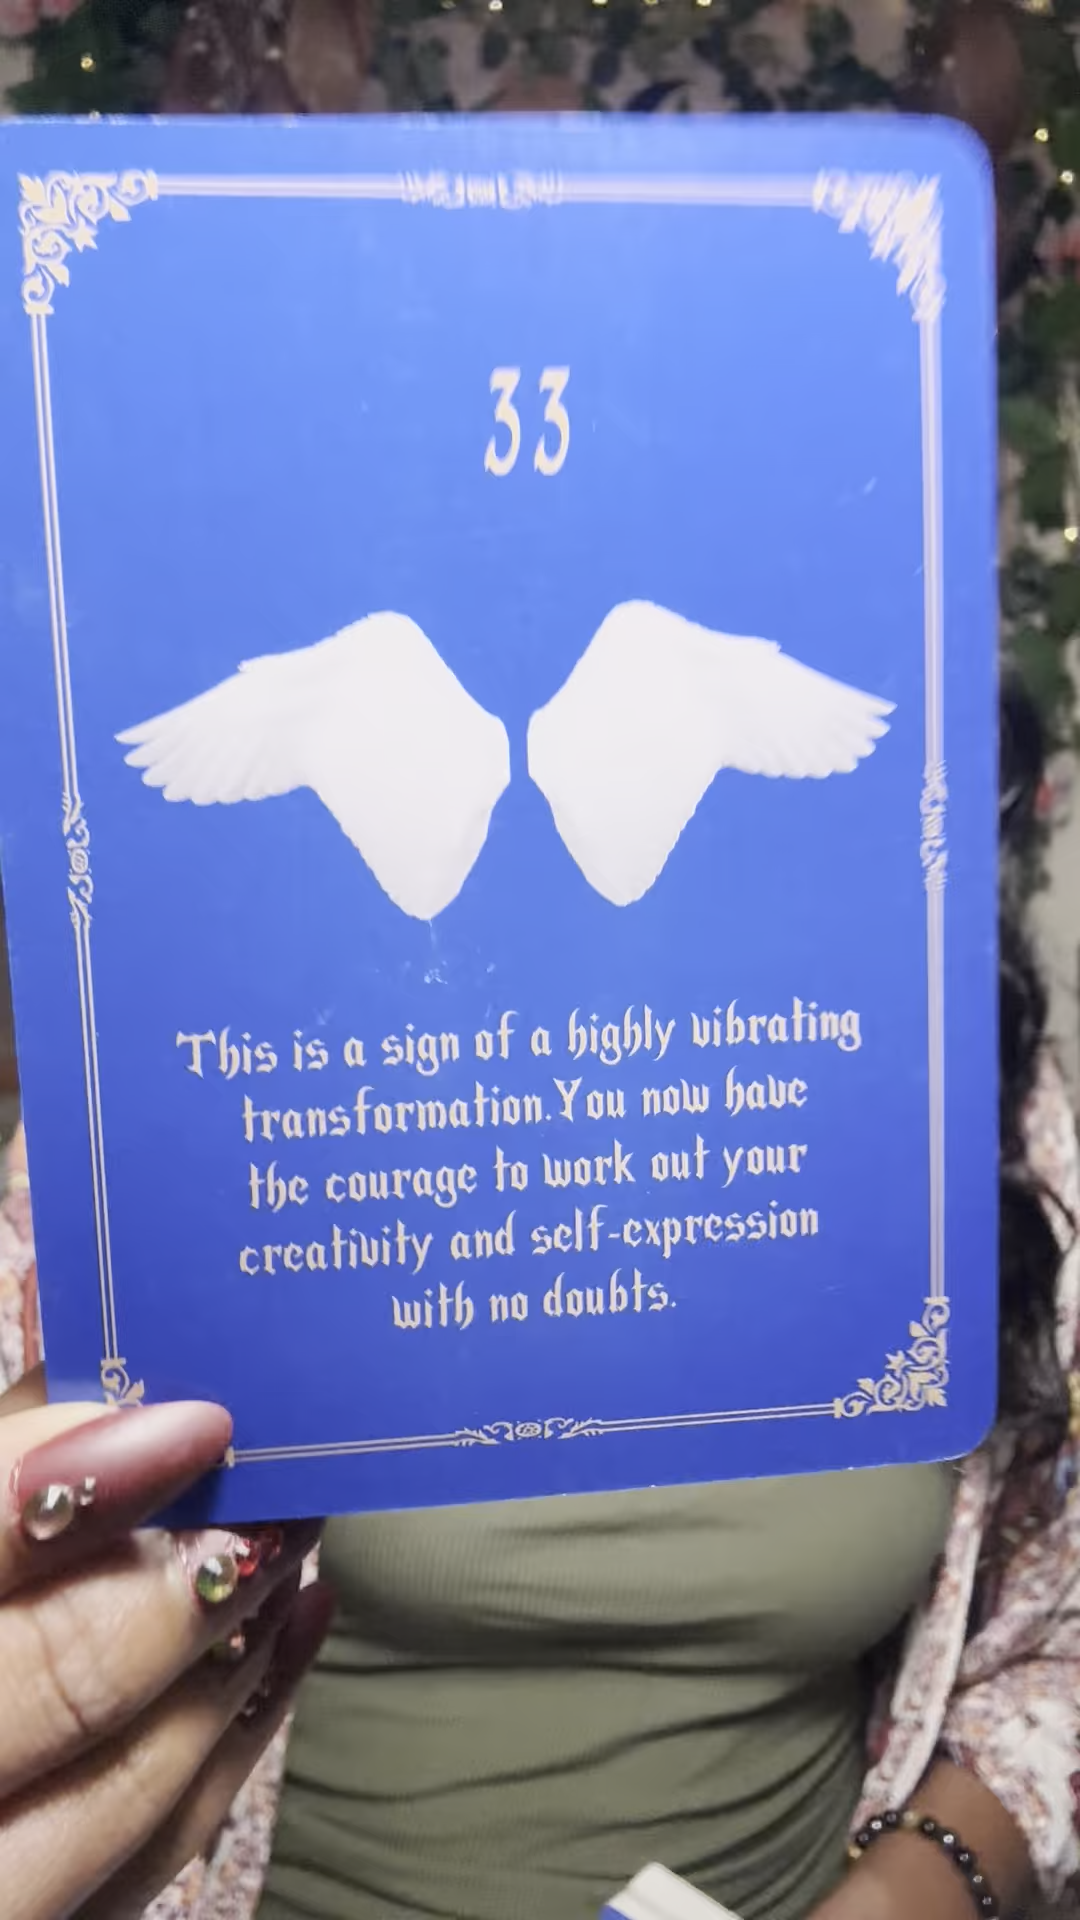 33
This is a sign of a highly vibrating
transformation.You now have
the courage to work out your
creativity and self-expression
with no doubts.